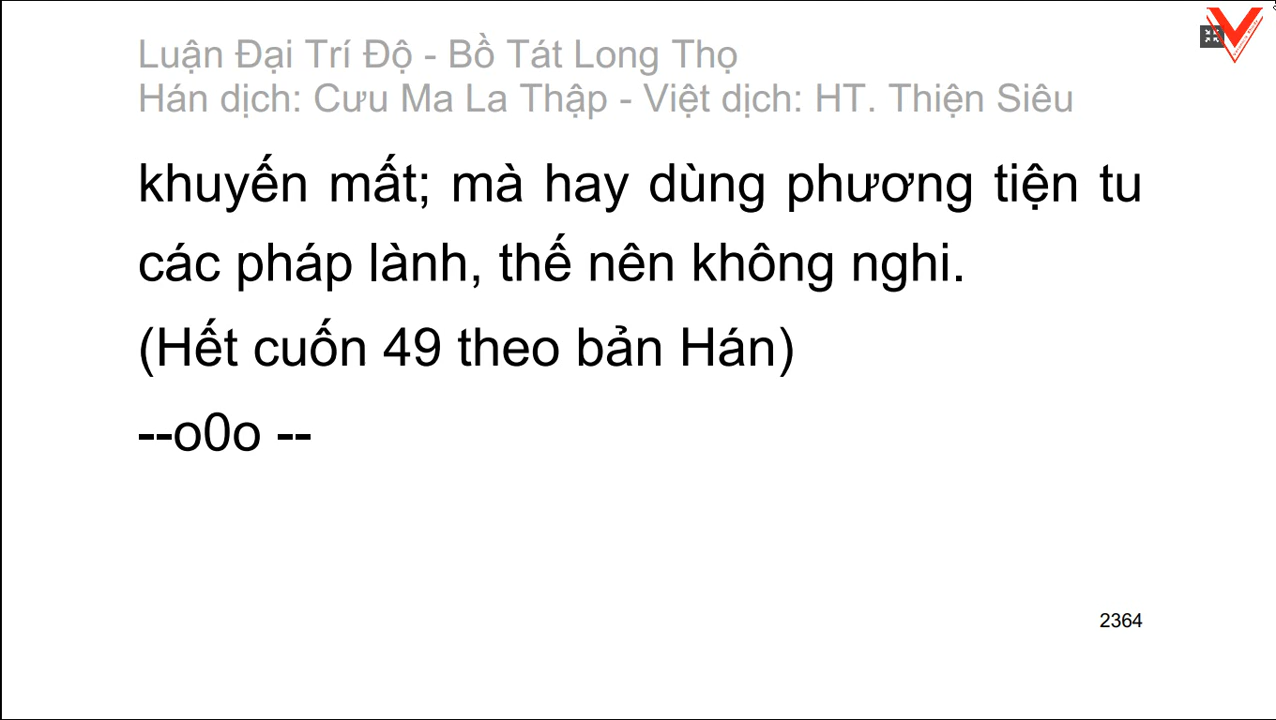 Luận Đại Trí Độ - Bồ Tát Long Thọ
Hán dịch: Cưu Ma La Thập - Việt dịch: HT. Thiện Siêu
khuyến mất; mà hay dùng phương tiện tu
các pháp lành, thế nên không nghi.
(Hết cuốn 49 theo bản Hán)
--o0o --
2364